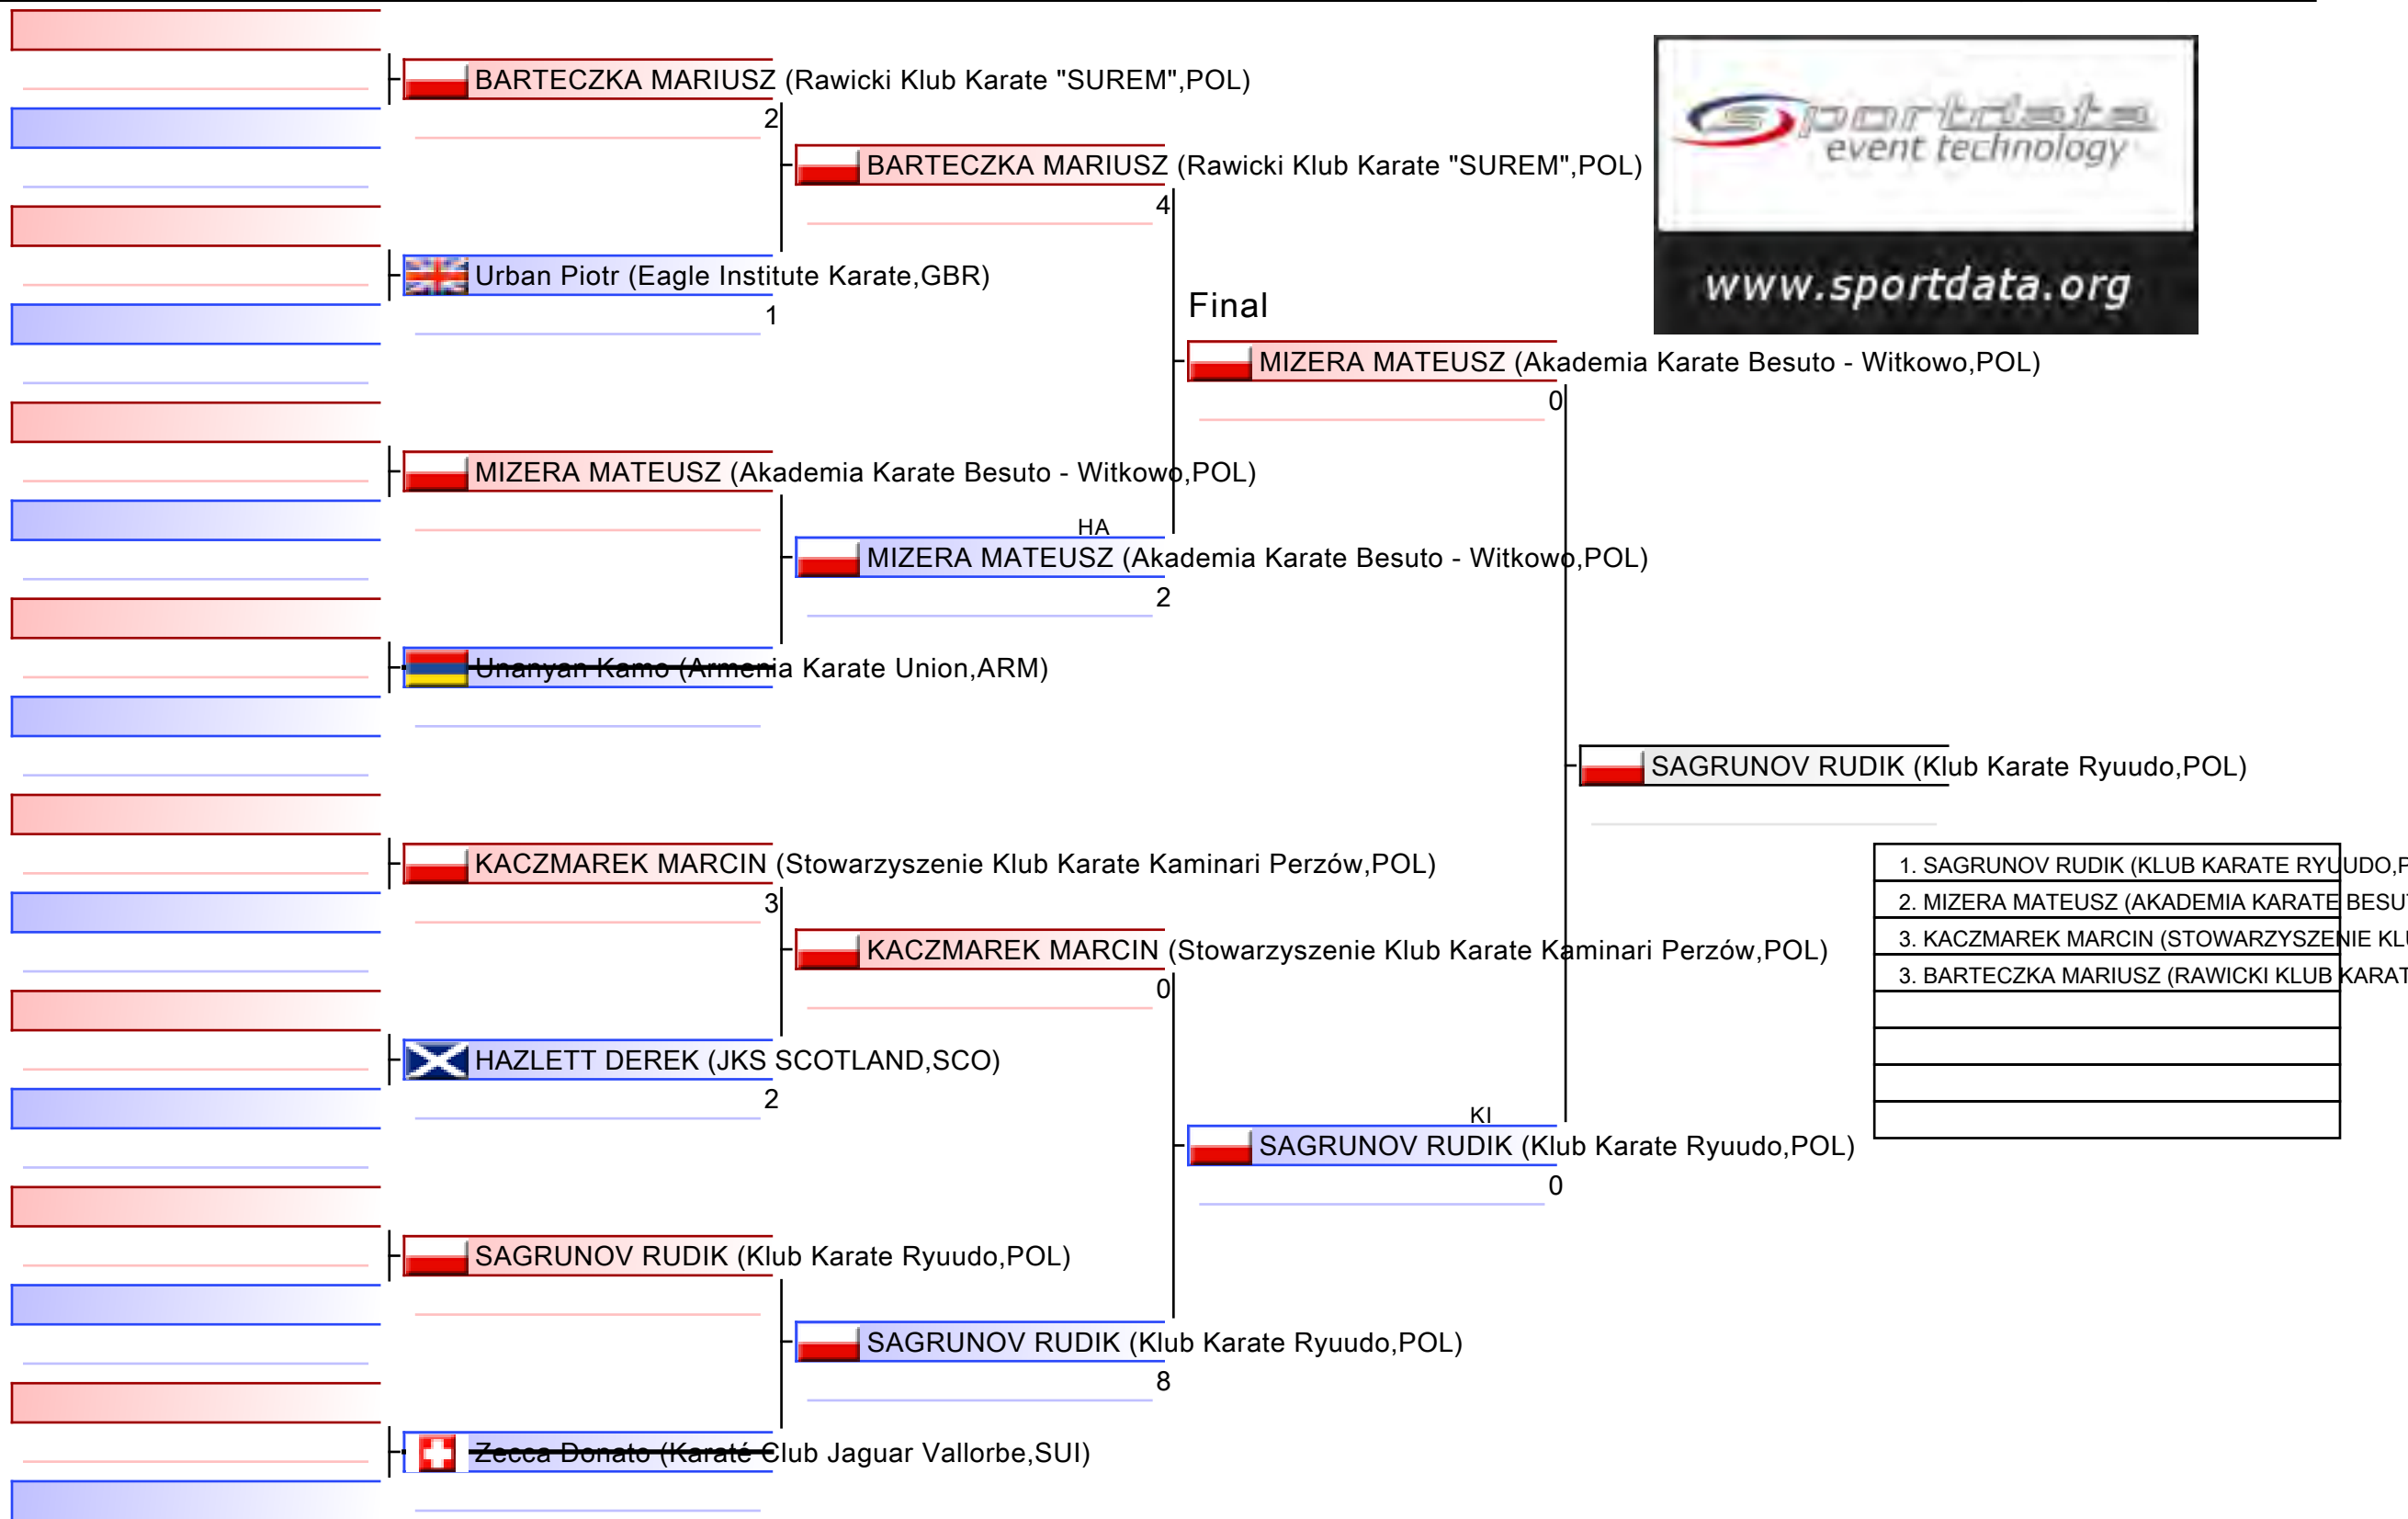 BARTECZKA MARIUSZ (Rawicki Klub Karate "SUREM",POL)
2
Urban Piotr (Eagle Institute Karate,GBR)
1
MIZERA MATEUSZ (Akademia Karate Besuto - Witkowo,POL)
Unanyan Kamo (Armenia Karate Union,ARM)
KACZMAREK MARCIN (Stowarzyszenie Klub Karate Kaminari Perzów,POL)
3
HAZLETT DEREK (JKS SCOTLAND,SCO)
2
SAGRUNOV RUDIK (Klub Karate Ryuudo,POL)
Zecca Donato (Karaté Club Jaguar Vallorbe,SUI)
BARTECZKA MARIUSZ (Rawicki Klub Karate "SUREM",POL)
4
HA
MIZERA MATEUSZ (Akademia Karate Besuto - Witkowo,POL)
2
KACZMAREK MARCIN (Stowarzyszenie Klub Karate Kaminari Perzów,POL)
0
SAGRUNOV RUDIK (Klub Karate Ryuudo,POL)
8
Final
MIZERA MATEUSZ (Akademia Karate Besuto - Witkowo,POL)
0
KI
SAGRUNOV RUDIK (Klub Karate Ryuudo,POL)
0
SAGRUNOV RUDIK (Klub Karate Ryuudo,POL)
sportdata
event technology
www.sportdata.org
1. SAGRUNOV RUDIK (KLUB KARATE RYUUDO,P
2. MIZERA MATEUSZ (AKADEMIA KARATE BESU
3. KACZMAREK MARCIN (STOWARZYSZENIE KL
3. BARTECZKA MARIUSZ (RAWICKI KLUB KARAT